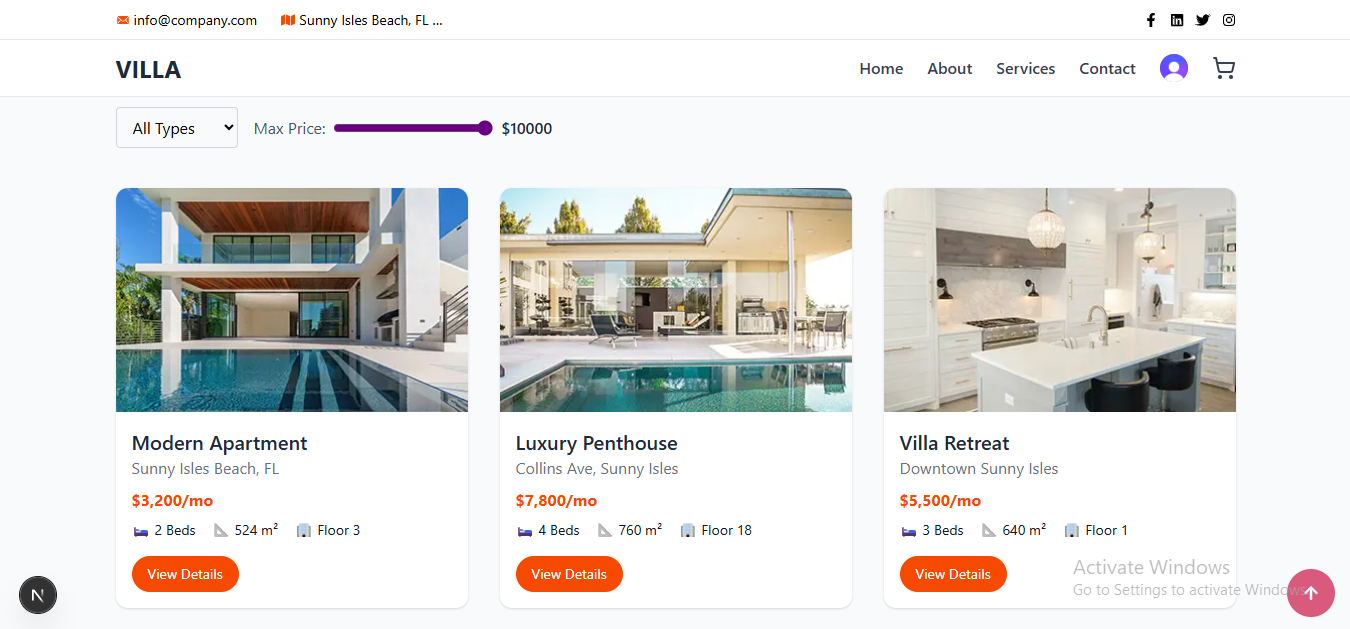 info@company.com Sunny Isles Beach, FL ...
VILLA Home About Services Contact
All Types Max Price: $10000
Modern Apartment
Sunny Isles Beach, FL
$3,200/mo
2 Beds 524 m² Floor 3
View Details
Luxury Penthouse
Collins Ave, Sunny Isles
$7,800/mo
4 Beds 760 m² Floor 18
View Details
Villa Retreat
Downtown Sunny Isles
$5,500/mo
3 Beds 640 m² Floor 1
View Details
Activate Windows
Go to Settings to activate Windows.
N